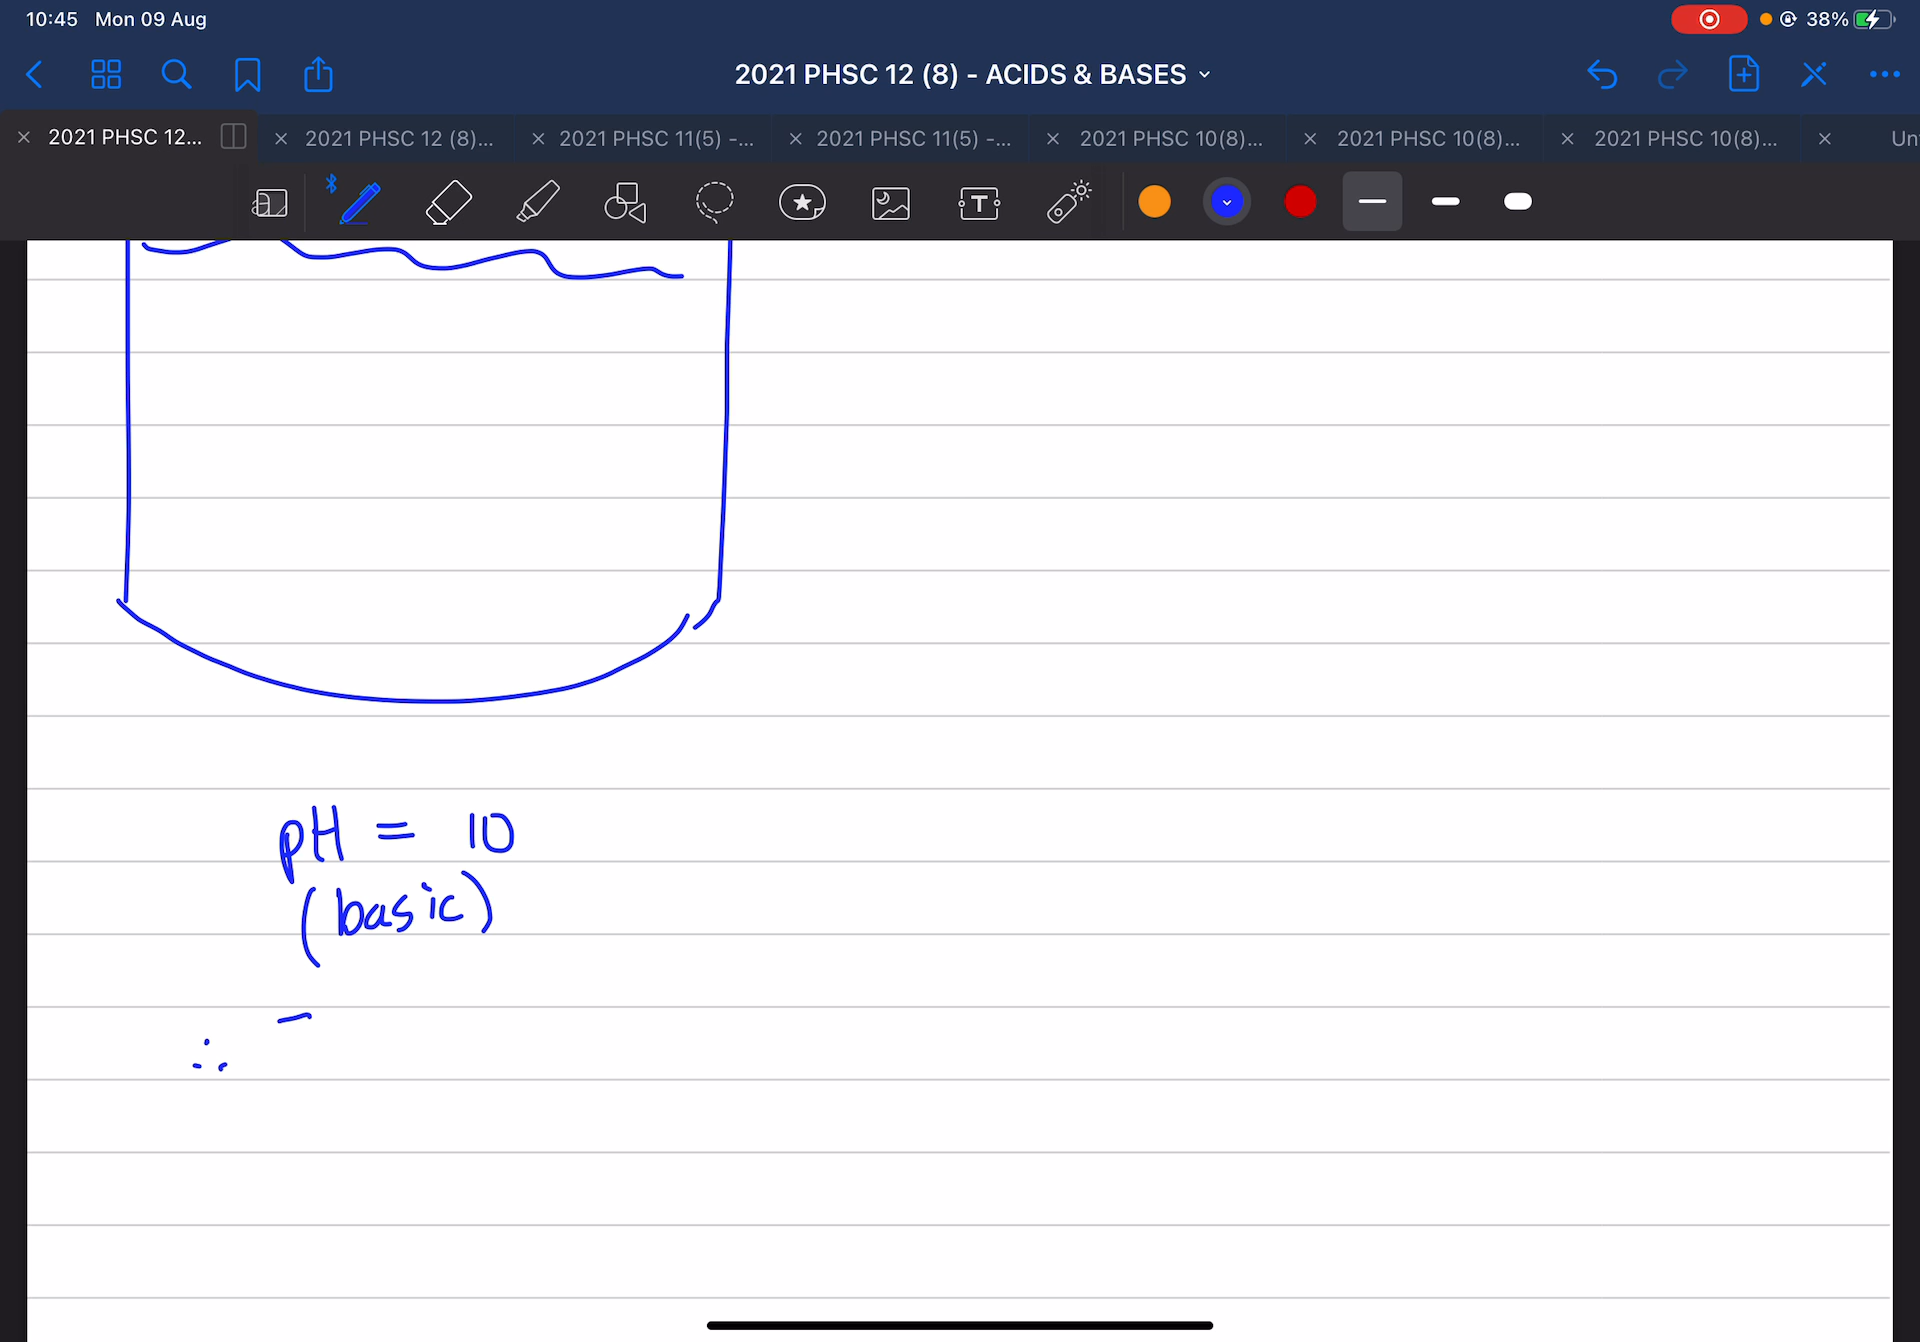 10:45 Mon 09 Aug 38%
2021 PHSC 12 (8) - ACIDS & BASES
2021 PHSC 12... 2021 PHSC 12 (8)... 2021 PHSC 11(5) -... 2021 PHSC 11(5) -... 2021 PHSC 10(8)... 2021 PHSC 10(8)... 2021 PHSC 10(8)... Un
T
pH = 10
(basic)
∴ –